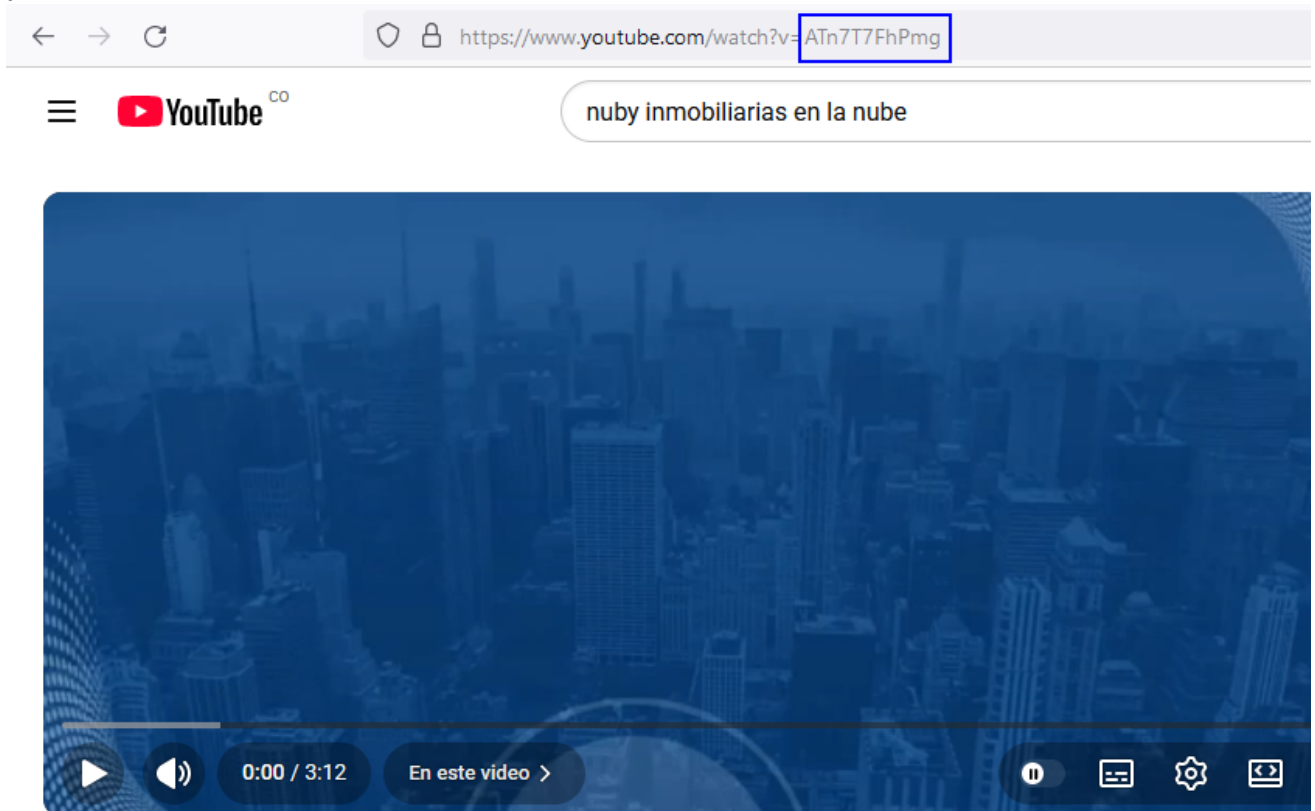 https://www.youtube.com/watch?v=ATn7T7FhPmg
YouTube CO
nuby inmobiliarias en la nube
0:00 / 3:12 En este video >